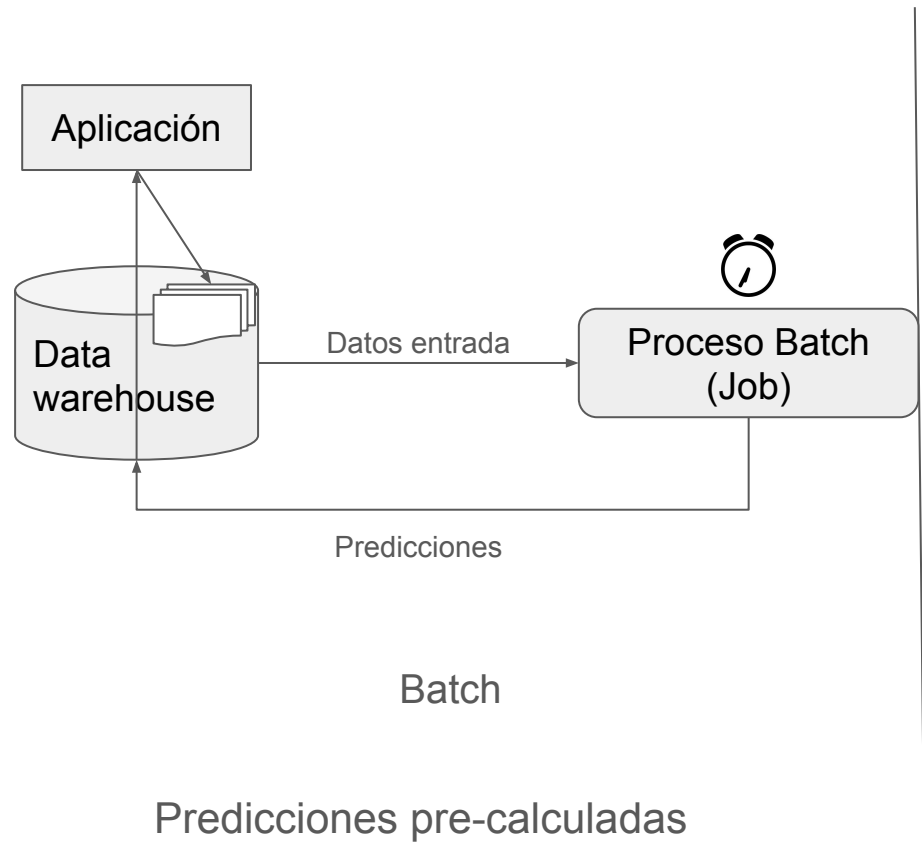 Aplicación
Data
warehouse
Datos entrada
Proceso Batch
(Job)
Predicciones
Batch
Predicciones pre-calculadas